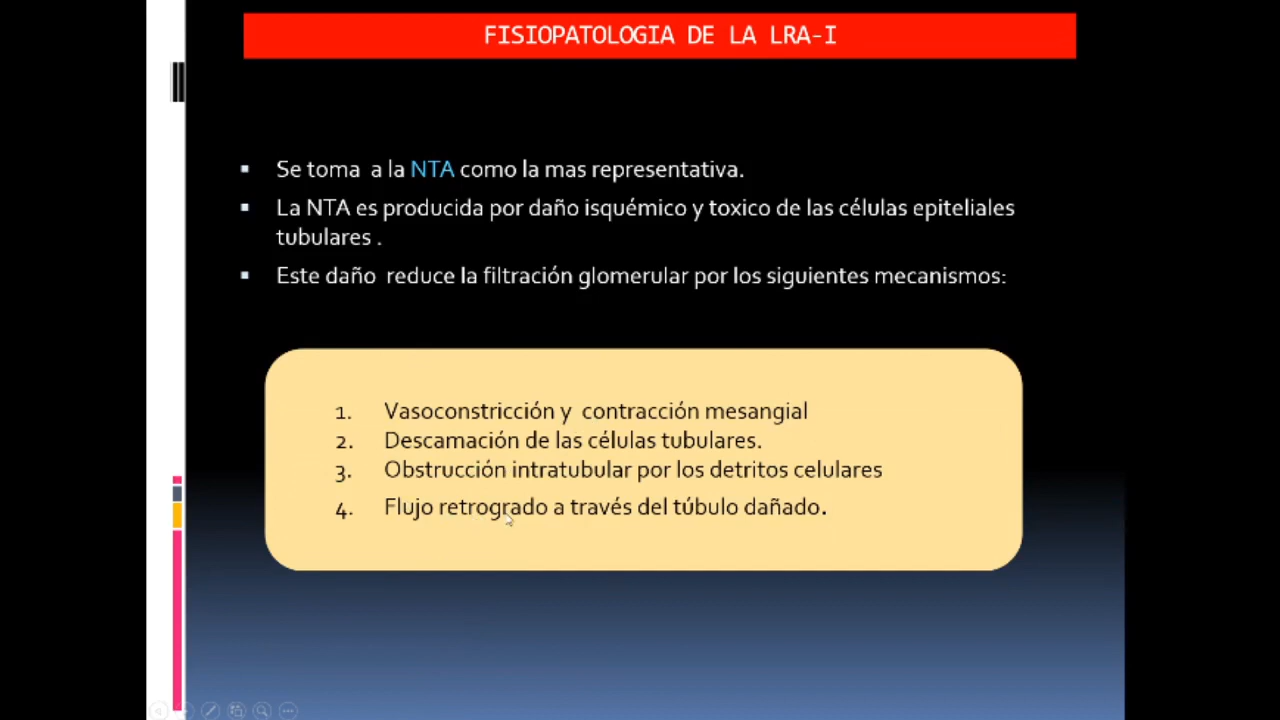 FISIOPATOLOGIA DE LA LRA-I
Se toma a la NTA como la mas representativa.
La NTA es producida por daño isquémico y toxico de las células epiteliales
tubulares .
Este daño reduce la filtración glomerular por los siguientes mecanismos:
1. Vasoconstricción y contracción mesangial
2. Descamación de las células tubulares.
3. Obstrucción intratubular por los detritos celulares
4. Flujo retrogrado a través del túbulo dañado.